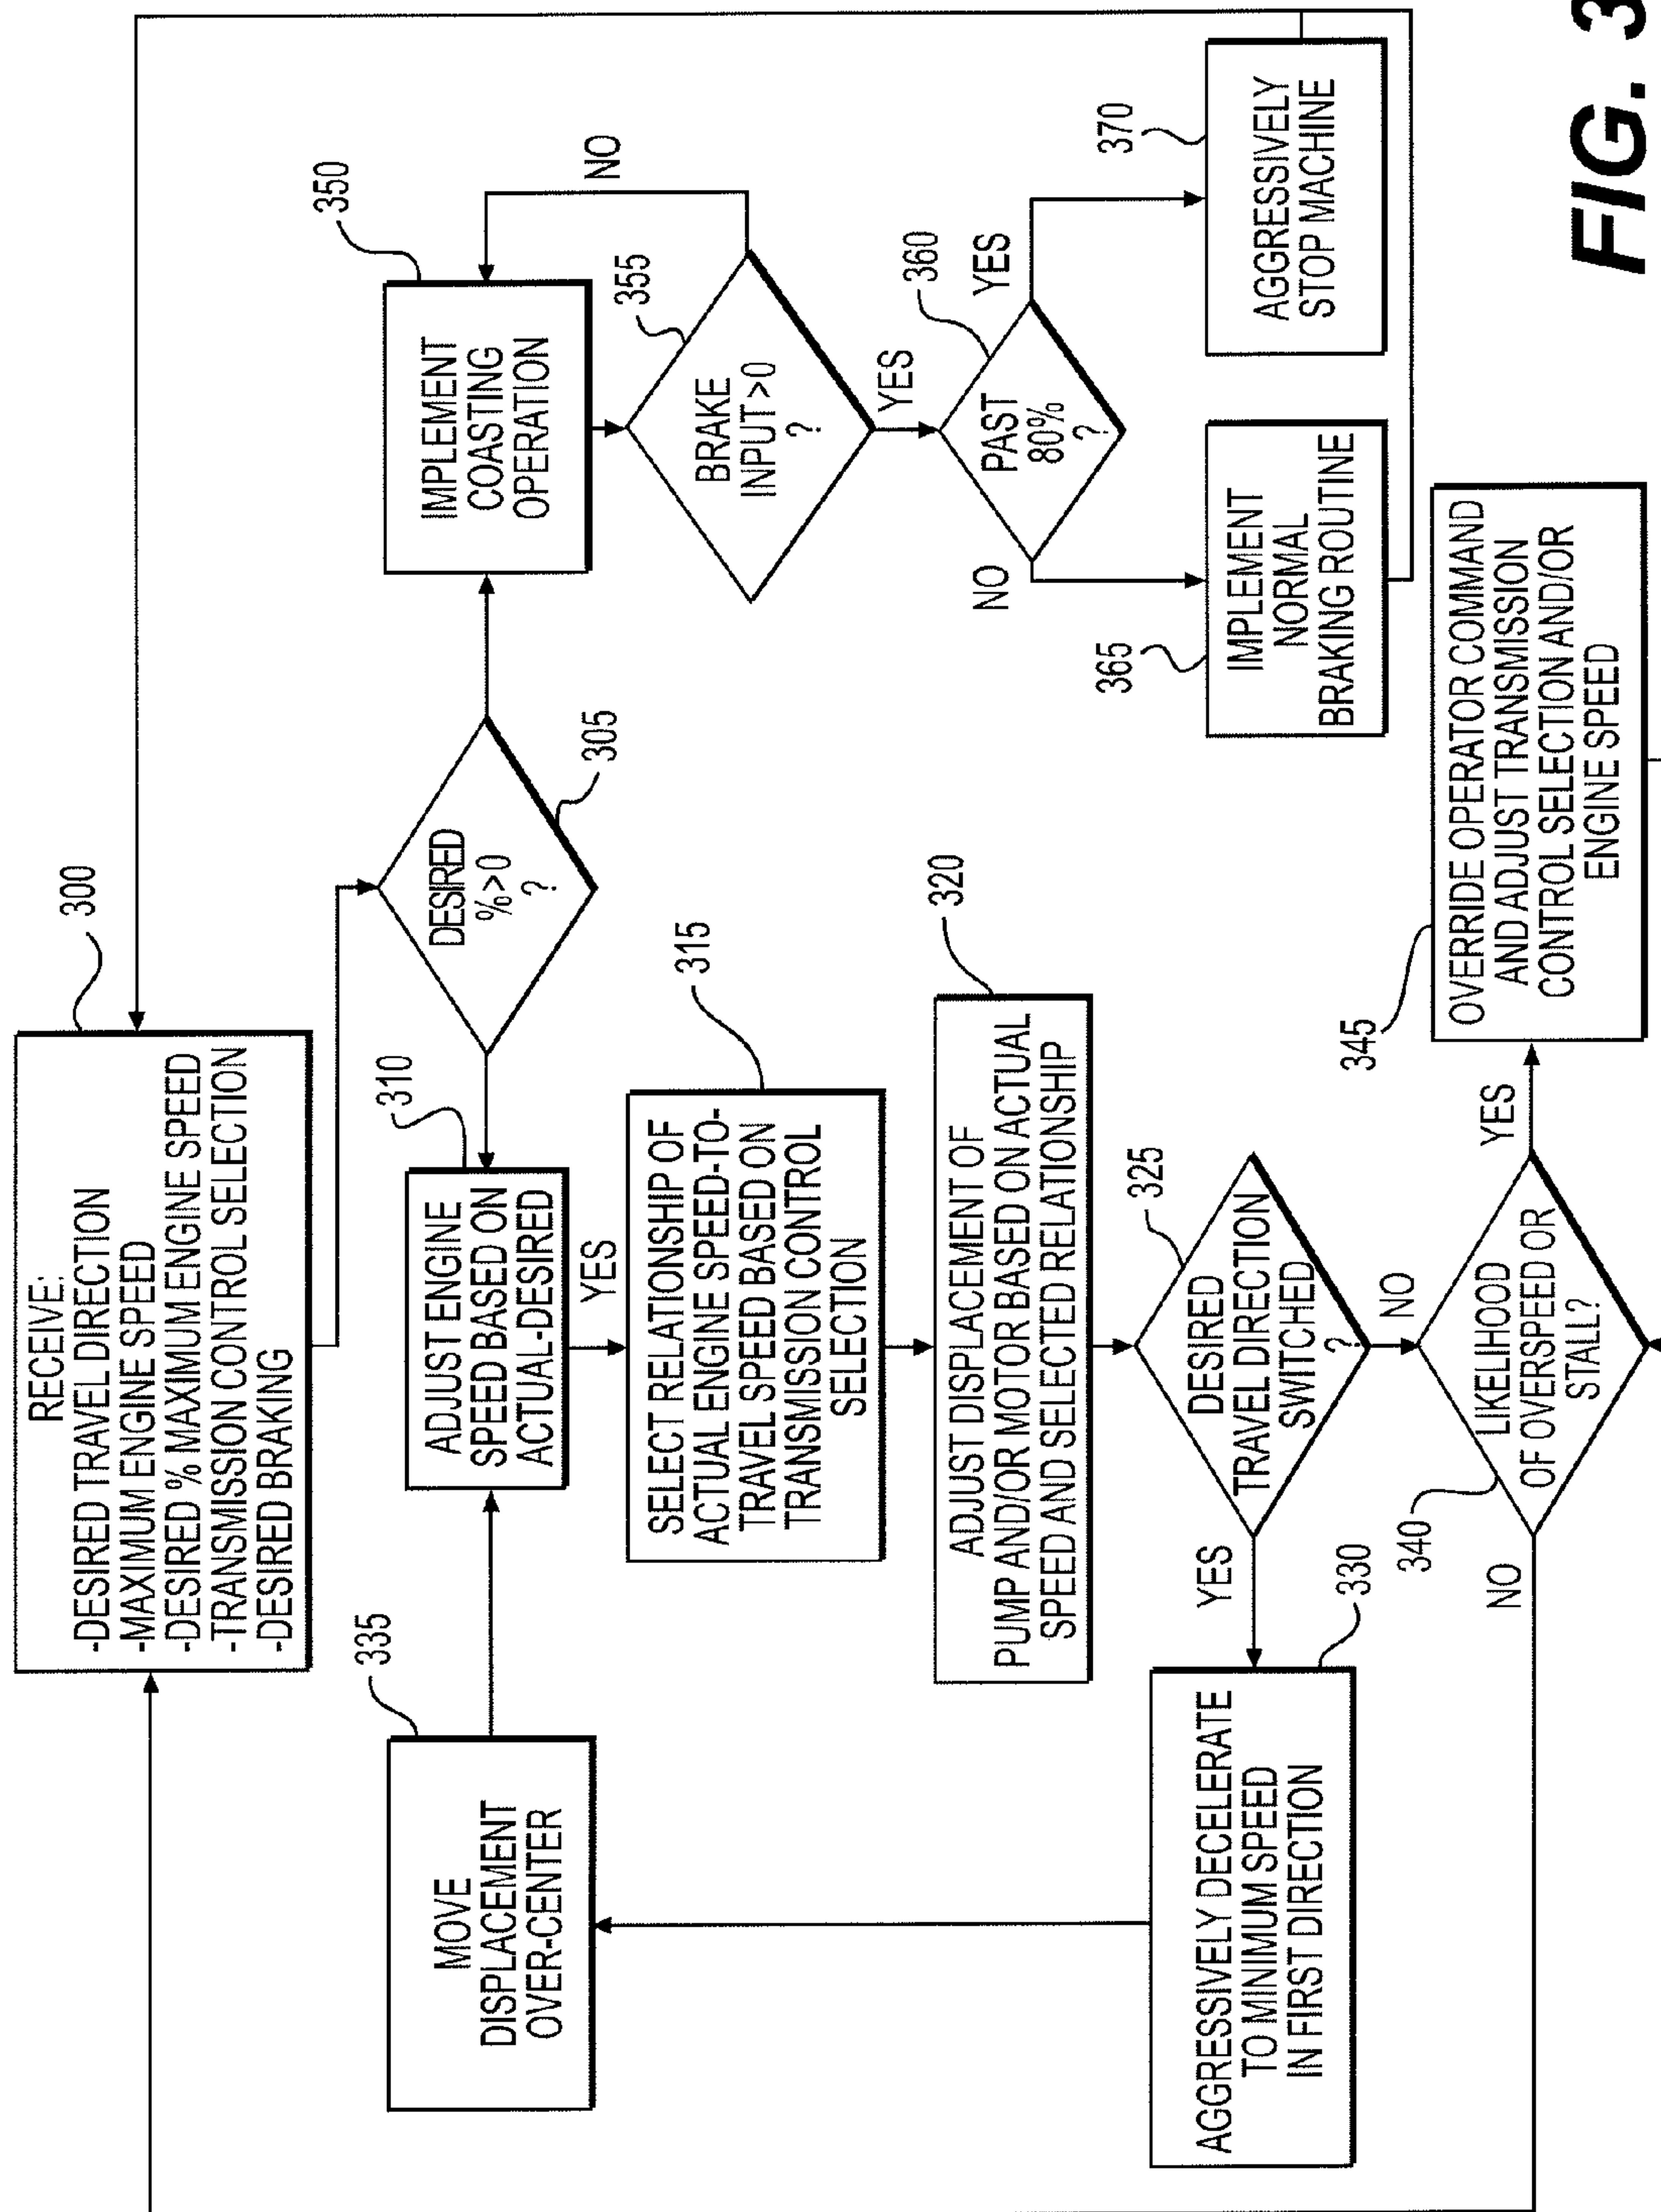 RECEIVE:
-DESIRED TRAVEL DIRECTION
-MAXIMUM ENGINE SPEED
-DESIRED % MAXIMUM ENGINE SPEED
-TRANSMISSION CONTROL SELECTION
-DESIRED BRAKING
300
DESIRED
%>0
?
305
335
MOVE
DISPLACEMENT
OVER-CENTER
310
ADJUST ENGINE
SPEED BASED ON
ACTUAL-DESIRED
YES
350
IMPLEMENT
COASTING
OPERATION
NO
315
SELECT RELATIONSHIP OF
ACTUAL ENGINE SPEED-TO-
TRAVEL SPEED BASED ON
TRANSMISSION CONTROL
SELECTION
355
BRAKE
INPUT>0
?
YES
320
ADJUST DISPLACEMENT OF
PUMP AND/OR MOTOR BASED ON ACTUAL
SPEED AND SELECTED RELATIONSHIP
360
PAST
80%
?
NO
YES
325
DESIRED
TRAVEL DIRECTION
SWITCHED
?
YES
NO
330
AGGRESSIVELY DECELERATE
TO MINIMUM SPEED
IN FIRST DIRECTION
365
IMPLEMENT
NORMAL
BRAKING ROUTINE
370
AGGRESSIVELY
STOP MACHINE
340
LIKELIHOOD
OF OVERSPEED OR
STALL?
NO
YES
345
OVERRIDE OPERATOR COMMAND
AND ADJUST TRANSMISSION
CONTROL SELECTION AND/OR
ENGINE SPEED
FIG. 3